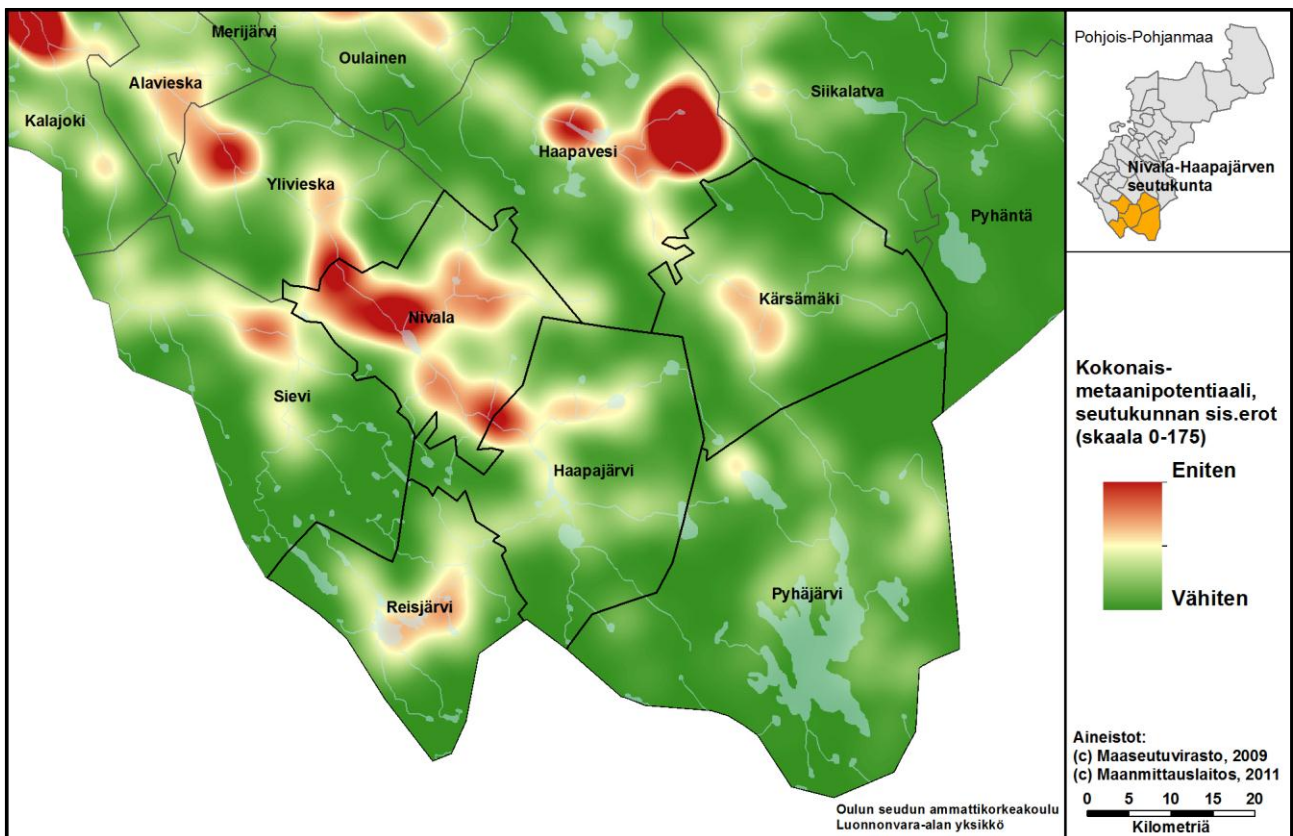 Merijärvi
Oulainen
Alavieska
Siikalatva
Kalajoki
Haapavesi
Ylivieska
Pyhäntä
Kärsämäki
Nivala
Sievi
Haapajärvi
Pyhäjärvi
Reisjärvi
Oulun seudun ammattikorkeakoulu
Luonnonvara-alan yksikkö
Pohjois-Pohjanmaa
Nivala-Haapajärven
seutukunta
Kokonais-
metaanipotentiaali,
seutukunnan sis.erot
(skaala 0-175)
Eniten
Vähiten
Aineistot:
(c) Maaseutuvirasto, 2009
(c) Maanmittauslaitos, 2011
0 5 10 15 20
Kilometriä